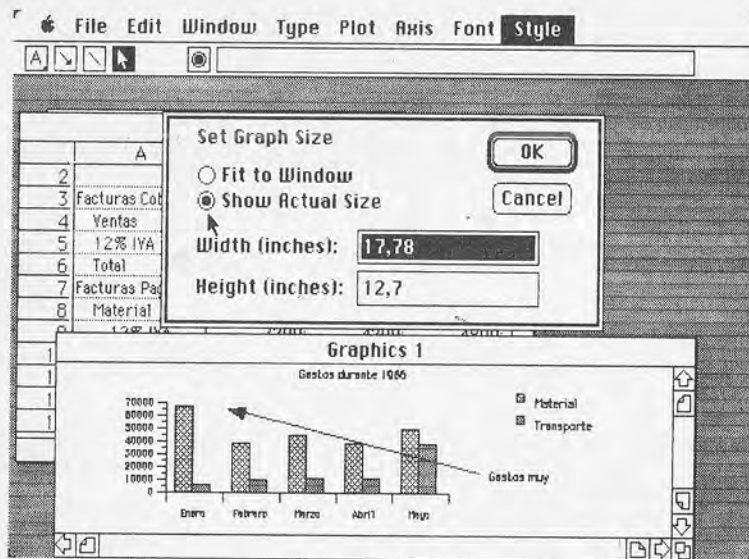 File Edit Window Type Plot Axis Font Style
A
Set Graph Size
OK
Fit to Window
Show Actual Size
Cancel
Width (inches): 17,78
Height (inches): 12,7
A
2
3 Facturas
4 Ventas
5 12% IVA
6 Total
7 Facturas
8 Material
Graphics 1
Gastos durante 1986
70000
60000
50000
40000
30000
20000
10000
0
Material
Transporte
Gastos muy
Enero Febrero Marzo Abril Mayo